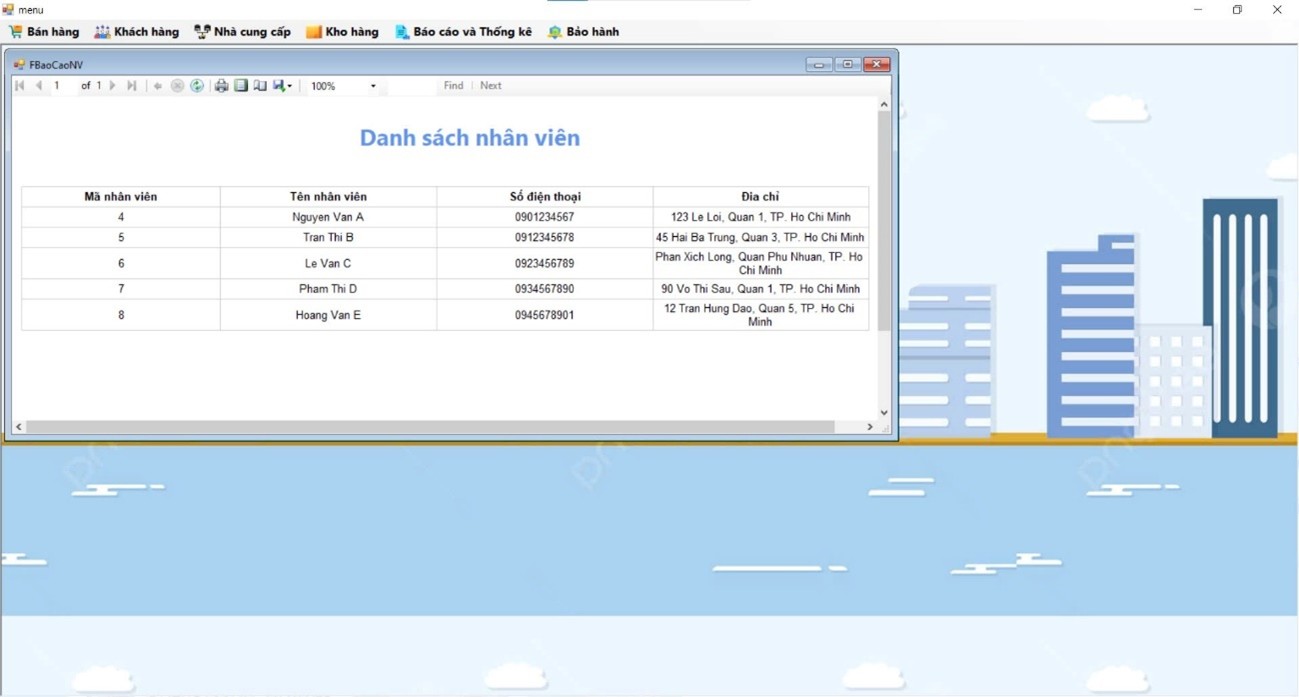 menu
Bán hàng Khách hàng Nhà cung cấp Kho hàng Báo cáo và Thống kê Bảo hành
FBaoCaoNV
1 of 1 100% Find Next
Danh sách nhân viên
Mã nhân viên Tên nhân viên Số điện thoại Đia chỉ
4 Nguyen Van A 0901234567 123 Le Loi, Quan 1, TP. Ho Chi Minh
5 Tran Thi B 0912345678 45 Hai Ba Trung, Quan 3, TP. Ho Chi Minh
6 Le Van C 0923456789 Phan Xich Long, Quan Phu Nhuan, TP. Ho
Chi Minh
7 Pham Thi D 0934567890 90 Vo Thi Sau, Quan 1, TP. Ho Chi Minh
8 Hoang Van E 0945678901 12 Tran Hung Dao, Quan 5, TP. Ho Chi
Minh